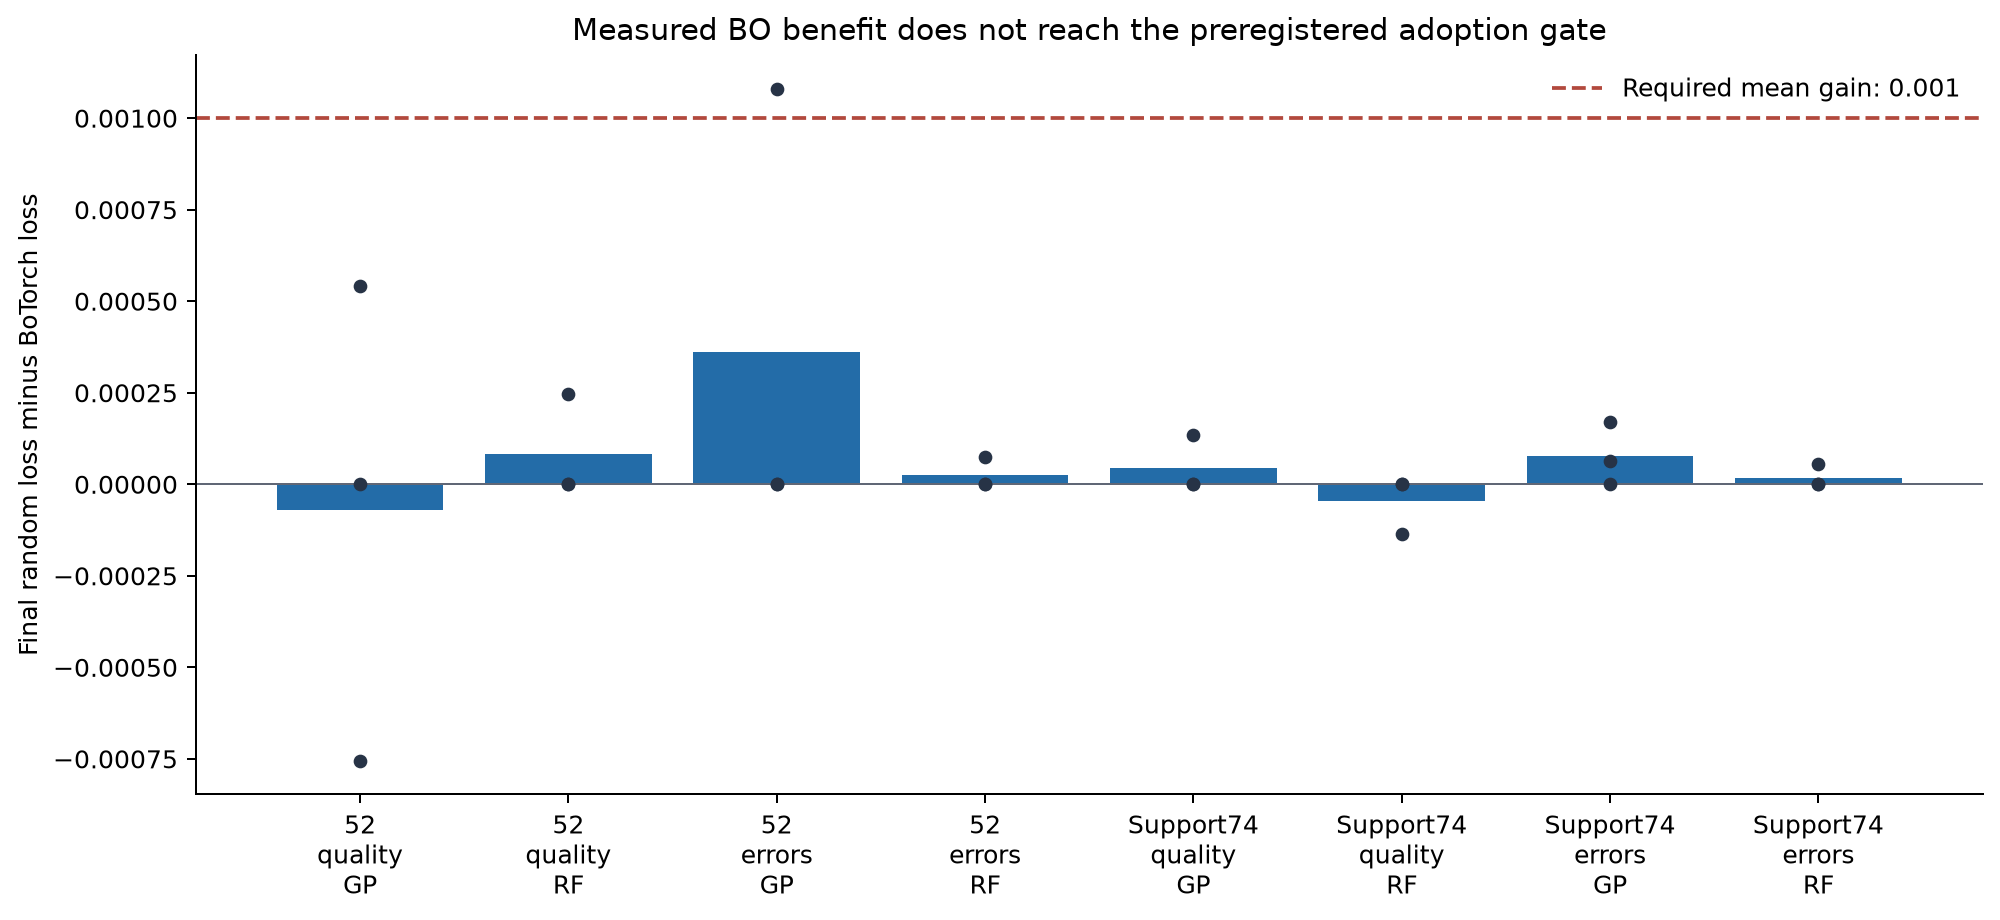 Measured BO benefit does not reach the preregistered adoption gate
Required mean gain: 0.001
Final random loss minus BoTorch loss
0.00100
0.00075
0.00050
0.00025
0.00000
−0.00025
−0.00050
−0.00075
52
quality
GP
52
quality
RF
52
errors
GP
52
errors
RF
Support74
quality
GP
Support74
quality
RF
Support74
errors
GP
Support74
errors
RF